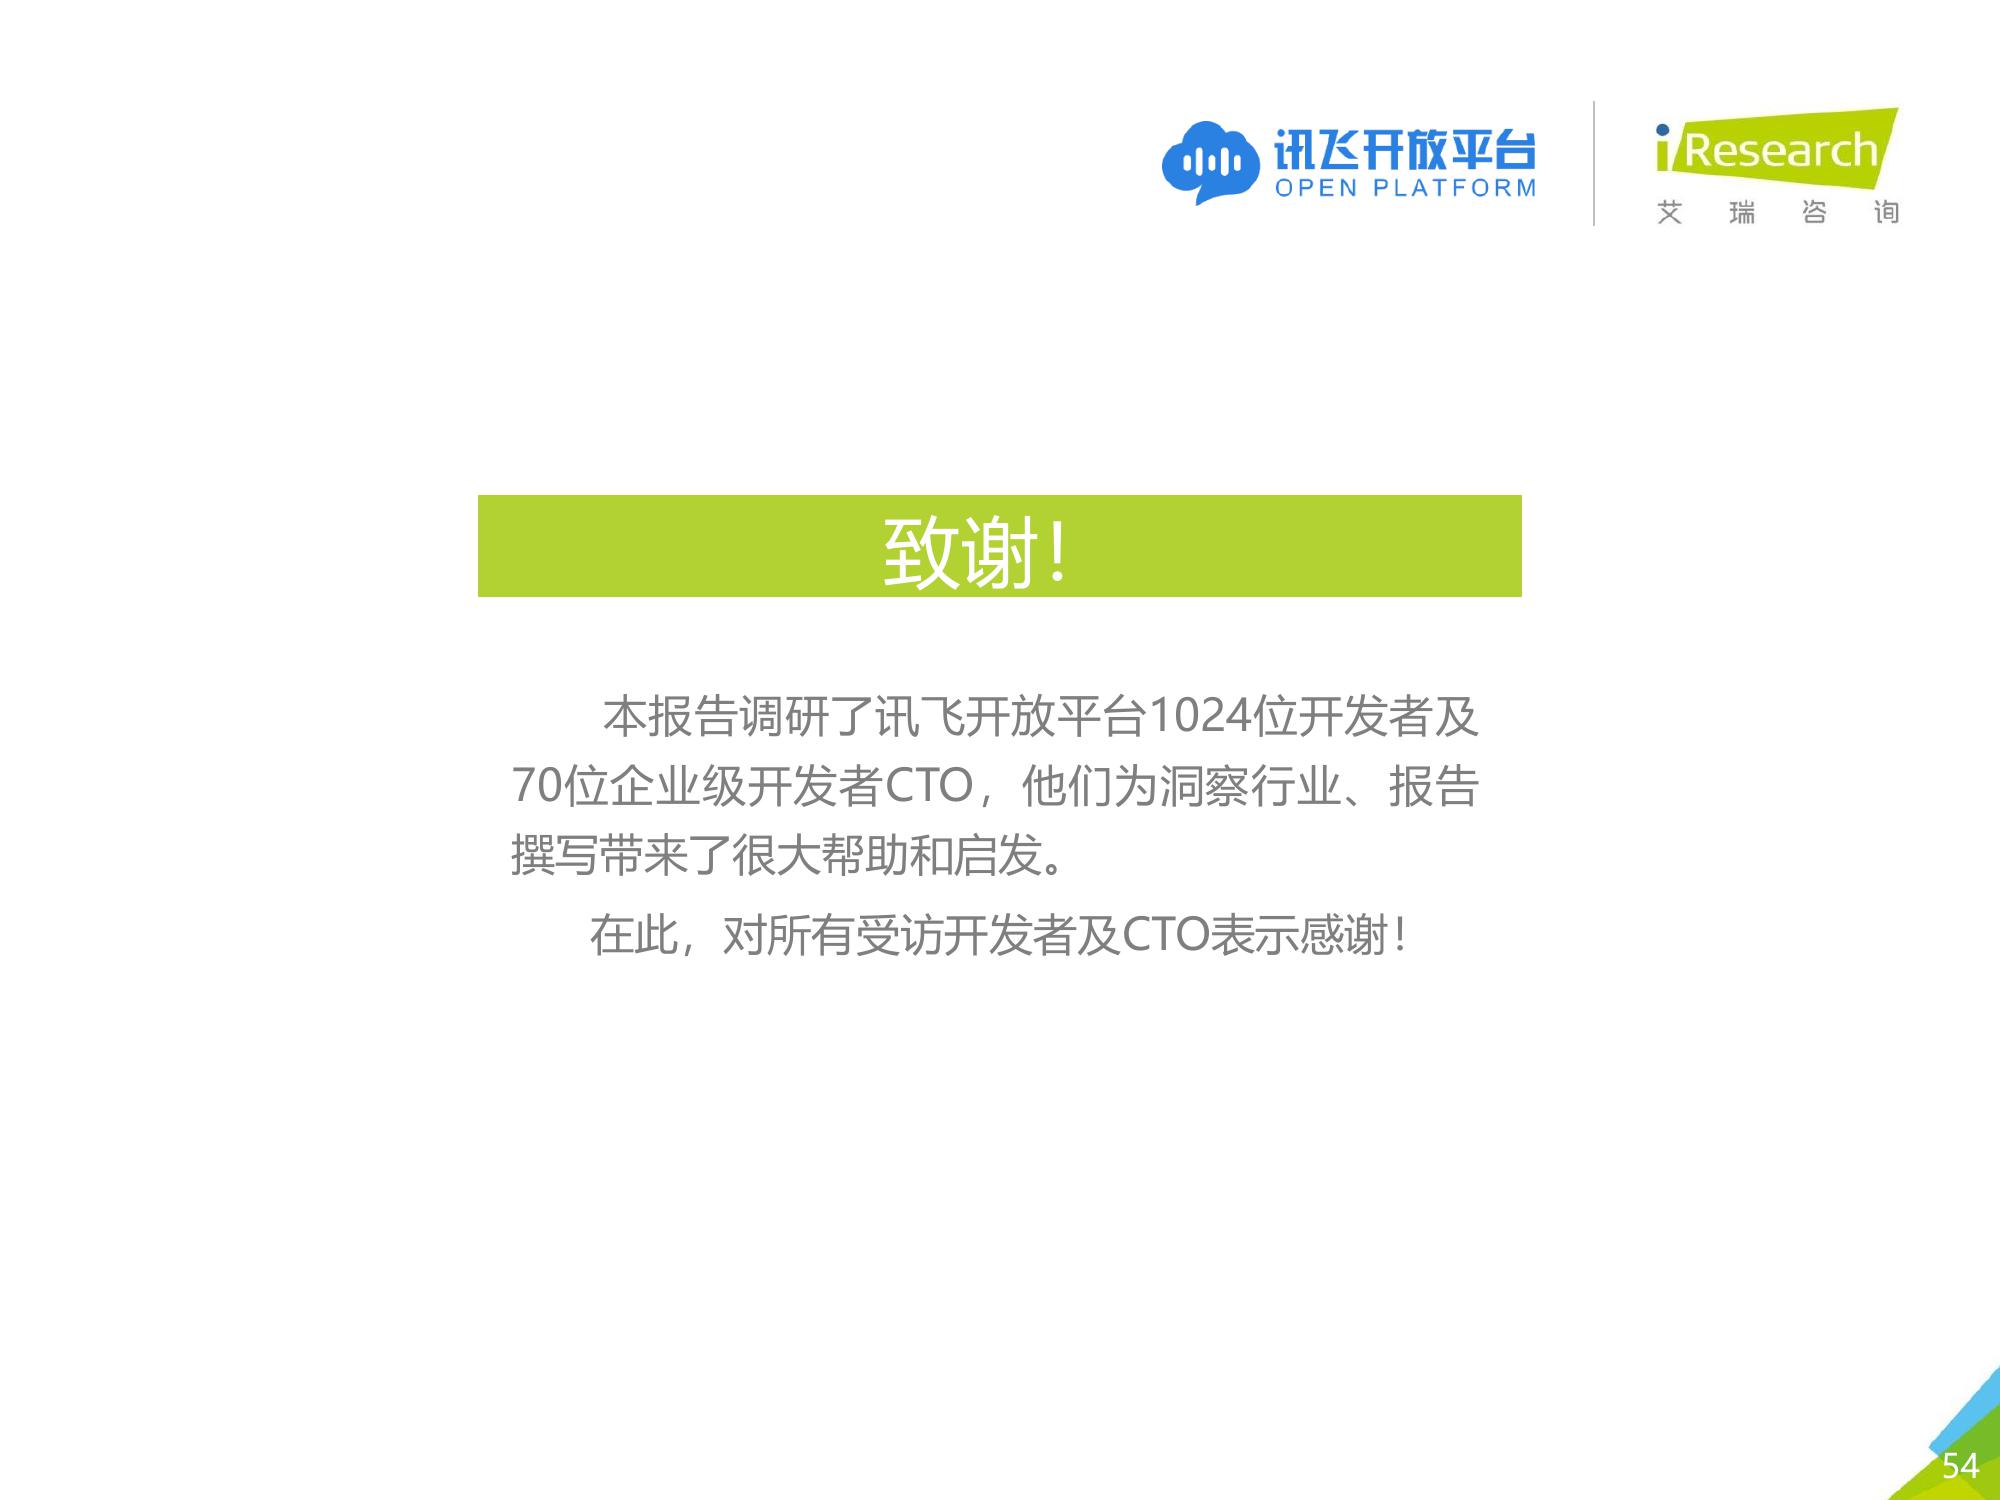 讯飞开放平台
OPEN PLATFORM
iResearch
艾瑞咨询
致谢！
本报告调研了讯飞开放平台1024位开发者及
70位企业级开发者CTO，他们为洞察行业、报告
撰写带来了很大帮助和启发。
在此，对所有受访开发者及CTO表示感谢！
54